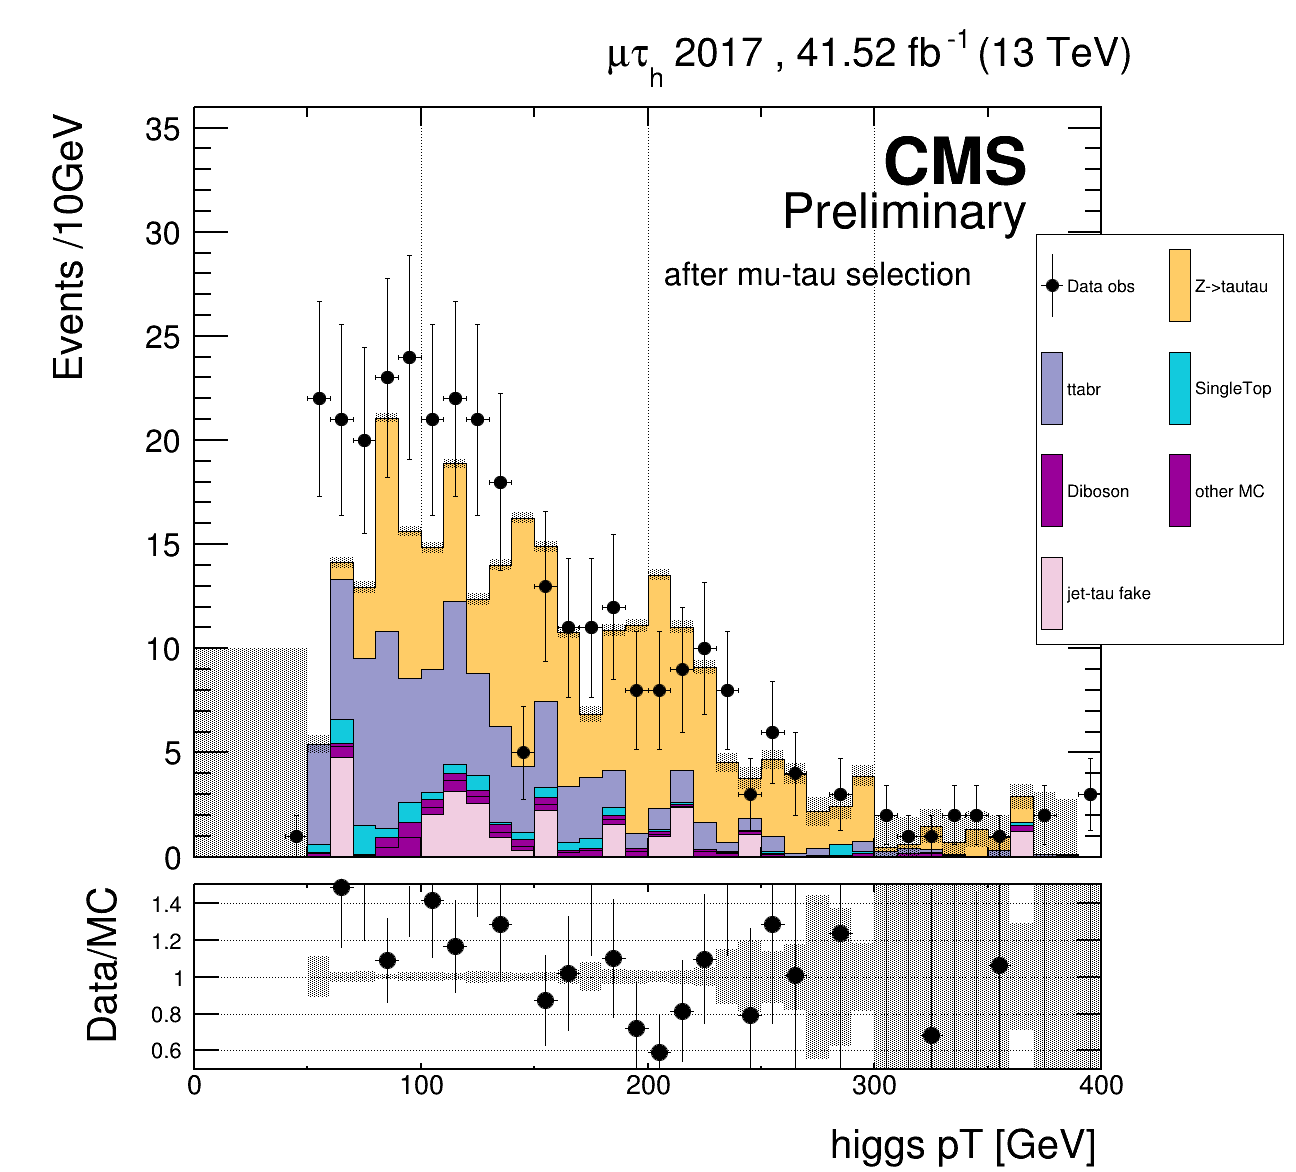 μτh 2017 , 41.52 fb-1 (13 TeV)
Events /10GeV
35
30
25
20
15
10
5
0
CMS
Preliminary
after mu-tau selection
Data obs
Z->tautau
ttabr
SingleTop
Diboson
other MC
jet-tau fake
Data/MC
1.4
1.2
1
0.8
0.6
0
100
200
300
400
higgs pT [GeV]